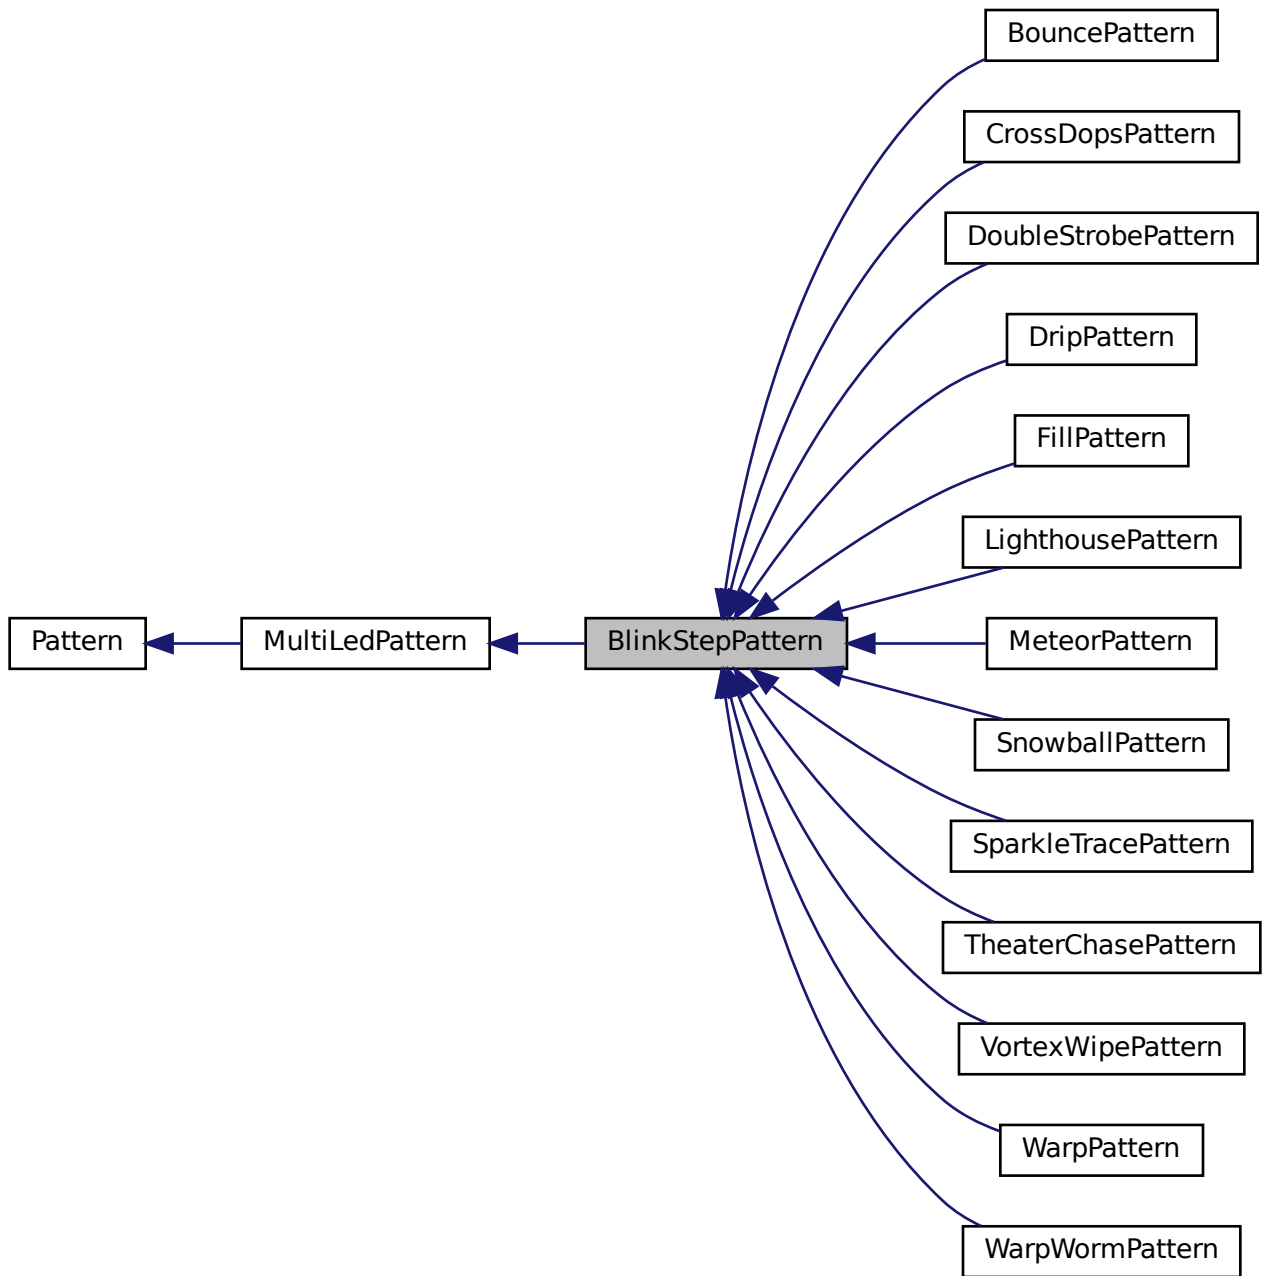 BouncePattern
CrossDopsPattern
DoubleStrobePattern
DripPattern
FillPattern
LighthousePattern
Pattern
MultiLedPattern
BlinkStepPattern
MeteorPattern
SnowballPattern
SparkleTracePattern
TheaterChasePattern
VortexWipePattern
WarpPattern
WarpWormPattern